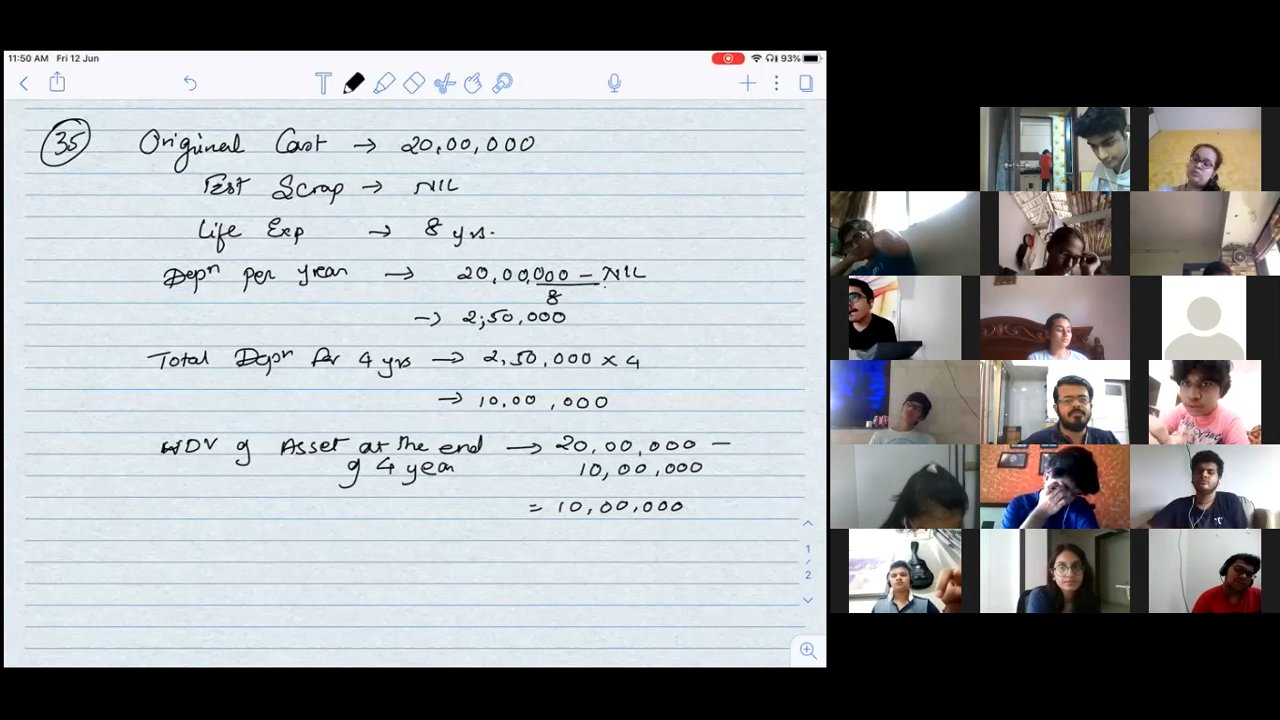 11:50 AM Fri 12 Jun
93%
T
35 Original Cost → 20,00,000
Est Scrap → NIL
Life Exp → 8 yrs.
Depn per year → 20,00,000 - NIL
8
→ 2,50,000
Total Depn for 4 yrs → 2,50,000 x 4
→ 10,00,000
WDV of Asset at the end → 20,00,000 -
of 4 year 10,00,000
= 10,00,000
1
/
2